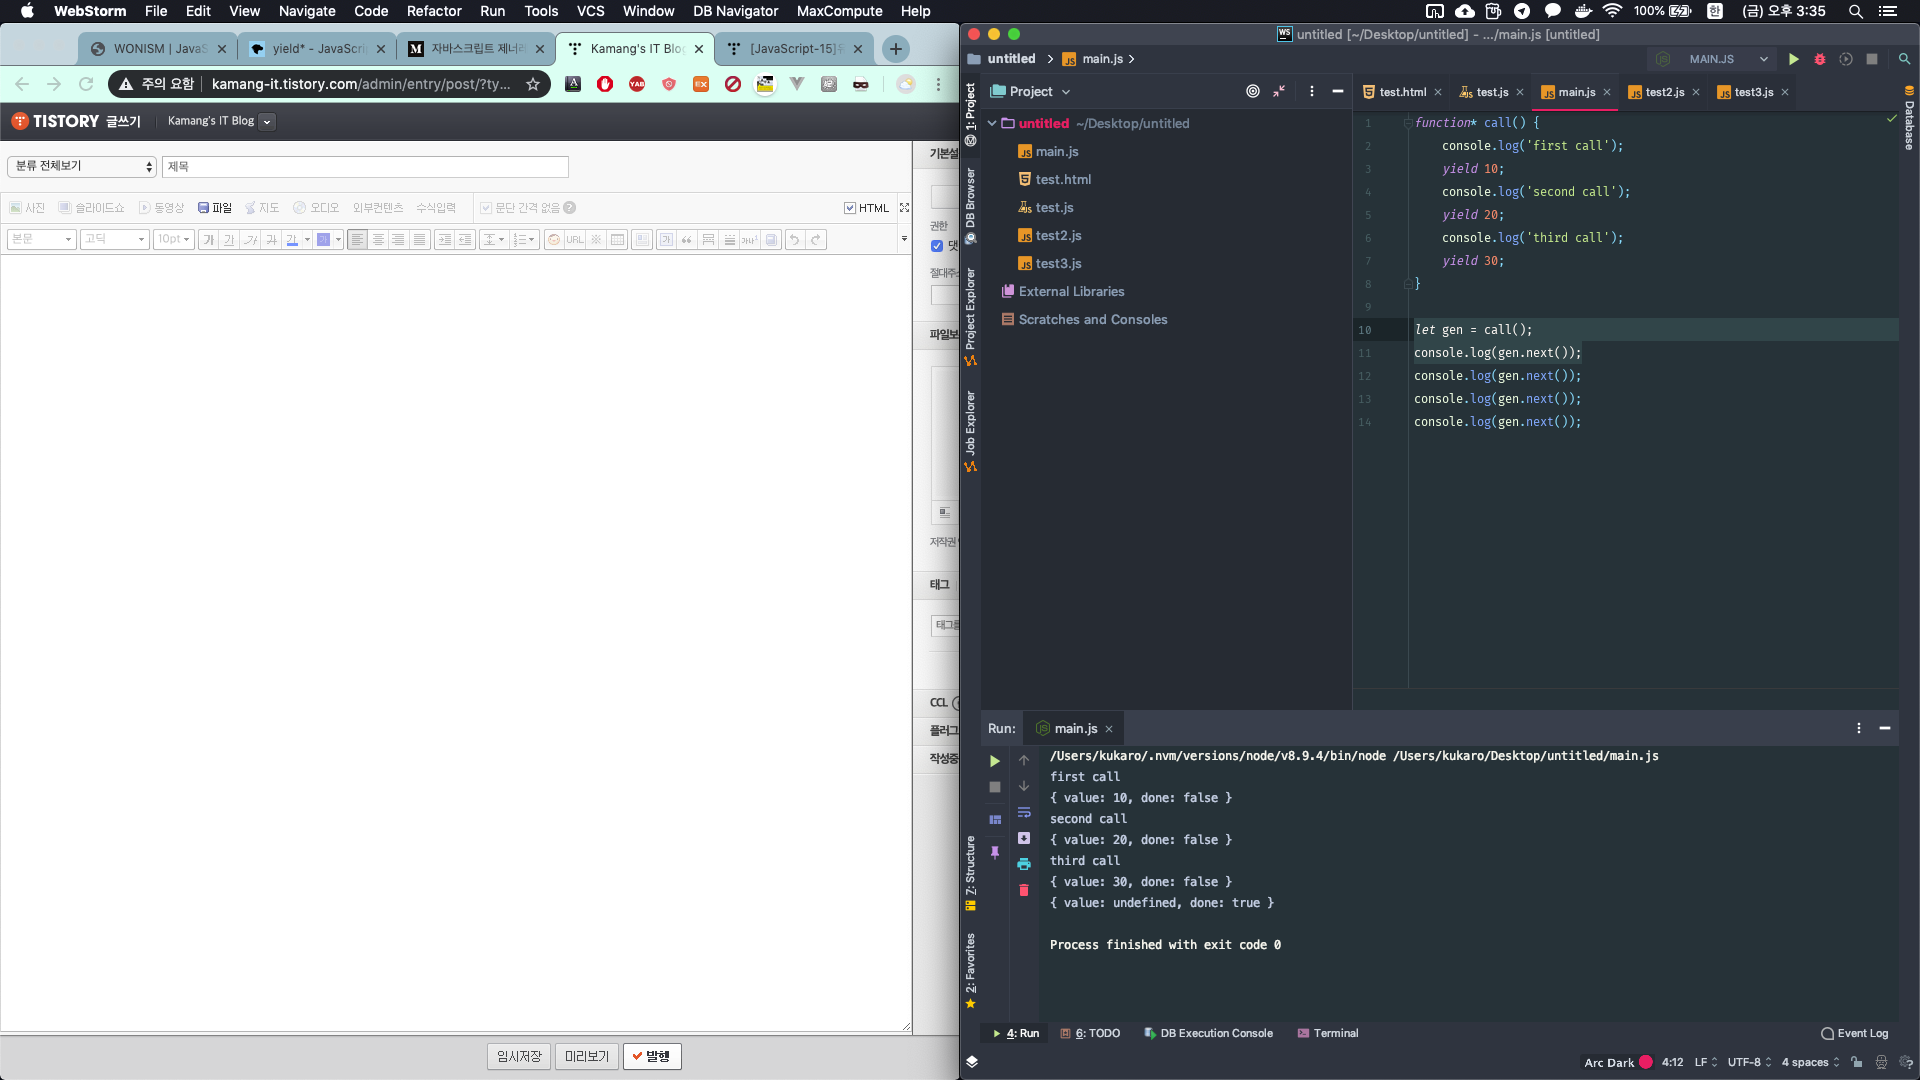 WebStorm File Edit View Navigate Code Refactor Run Tools VCS Window DB Navigator MaxCompute Help
100% 한 (금) 오후 3:35
WONISM | JavaS
yield* - JavaScri
자바스크립트 제너
Kamang's IT Blog
[JavaScript-15]
주의 요함 kamang-it.tistory.com/admin/entry/post/?ty...
TISTORY 글쓰기 Kamang's IT Blog
분류 전체보기 제목
사진 슬라이드쇼 동영상 파일 지도 오디오 외부컨텐츠 수식입력 문단 간격 없음 HTML
본문 고딕 10pt 가 가 가 가 가 URL
기본설
권한
댓
절대주소
파일보
저작권
태그
태그를
CCL
플러그
작성중
임시저장 미리보기 발행
untitled [~/Desktop/untitled] - .../main.js [untitled]
untitled main.js MAIN.JS
Project
untitled ~/Desktop/untitled
main.js
test.html
test.js
test2.js
test3.js
External Libraries
Scratches and Consoles
1: Project
DB Browser
Project Explorer
Job Explorer
7: Structure
2: Favorites
Database
test.html test.js main.js test2.js test3.js
1 function* call() {
2 console.log('first call');
3 yield 10;
4 console.log('second call');
5 yield 20;
6 console.log('third call');
7 yield 30;
8 }
9
10 let gen = call();
11 console.log(gen.next());
12 console.log(gen.next());
13 console.log(gen.next());
14 console.log(gen.next());
Run: main.js
/Users/kukaro/.nvm/versions/node/v8.9.4/bin/node /Users/kukaro/Desktop/untitled/main.js
first call
{ value: 10, done: false }
second call
{ value: 20, done: false }
third call
{ value: 30, done: false }
{ value: undefined, done: true }
Process finished with exit code 0
4: Run 6: TODO DB Execution Console Terminal Event Log
Arc Dark 4:12 LF UTF-8 4 spaces